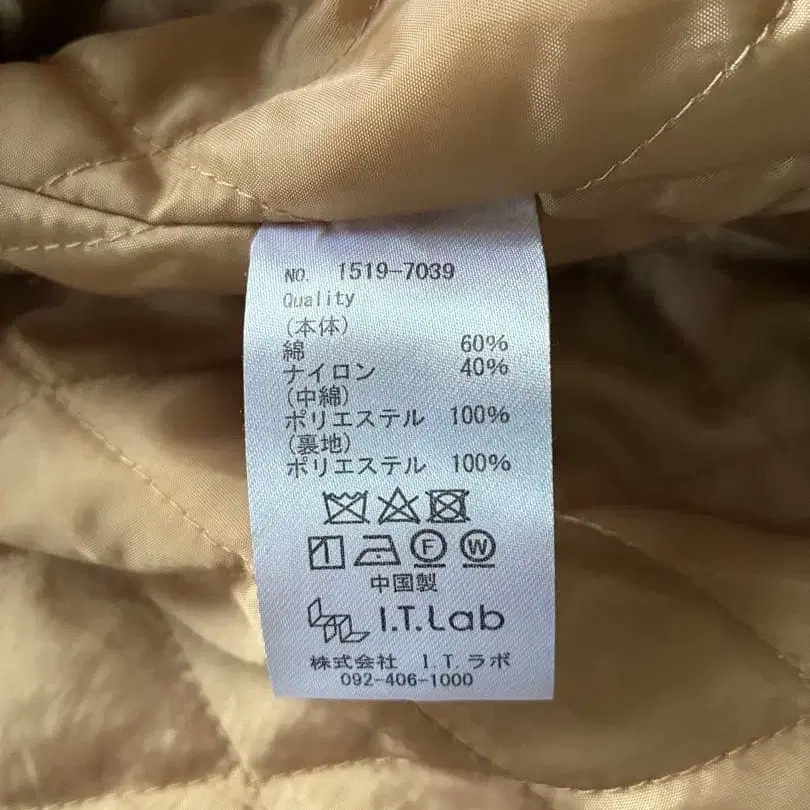 NO. 1519-7039
Quality
(本体)
綿 60%
ナイロン 40%
(中綿)
ポリエステル 100%
(裏地)
ポリエステル 100%
F W
中国製
I.T.Lab
株式会社 I.T.ラボ
092-406-1000